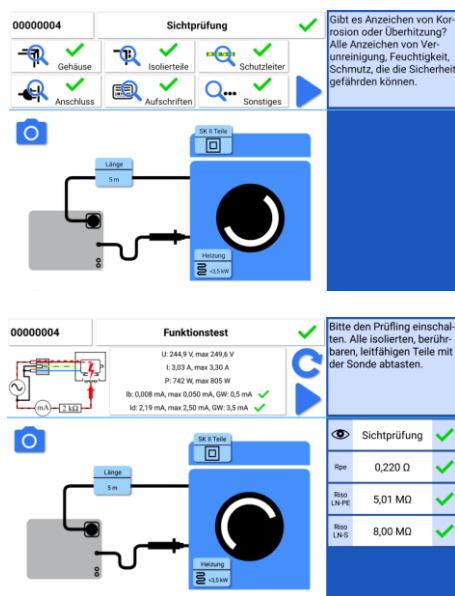 00000004
Sichtprüfung
Gehäuse
Isolierteile
Schutzleiter
Anschluss
Aufschriften
Sonstiges
Gibt es Anzeichen von Kor-
rosion oder Überhitzung?
Alle Anzeichen von Ver-
unreinigung, Feuchtigkeit,
Schmutz, die die Sicherheit
gefährden können.
SK II Teile
Länge
5 m
Heizung
<3,5 kW
00000004
Funktionstest
U: 244,9 V, max 249,6 V
I: 3,03 A, max 3,30 A
P: 742 W, max 805 W
Ib: 0,008 mA, max 0,050 mA, GW: 0,5 mA
Id: 2,19 mA, max 2,50 mA, GW: 3,5 mA
mA
2 kΩ
Bitte den Prüfling einschal-
ten. Alle isolierten, berühr-
baren, leitfähigen Teile mit
der Sonde abtasten.
SK II Teile
Länge
5 m
Heizung
<3,5 kW
Sichtprüfung
Rpe 0,220 Ω
Riso
LN-PE 5,01 MΩ
Riso
LN-S 8,00 MΩ